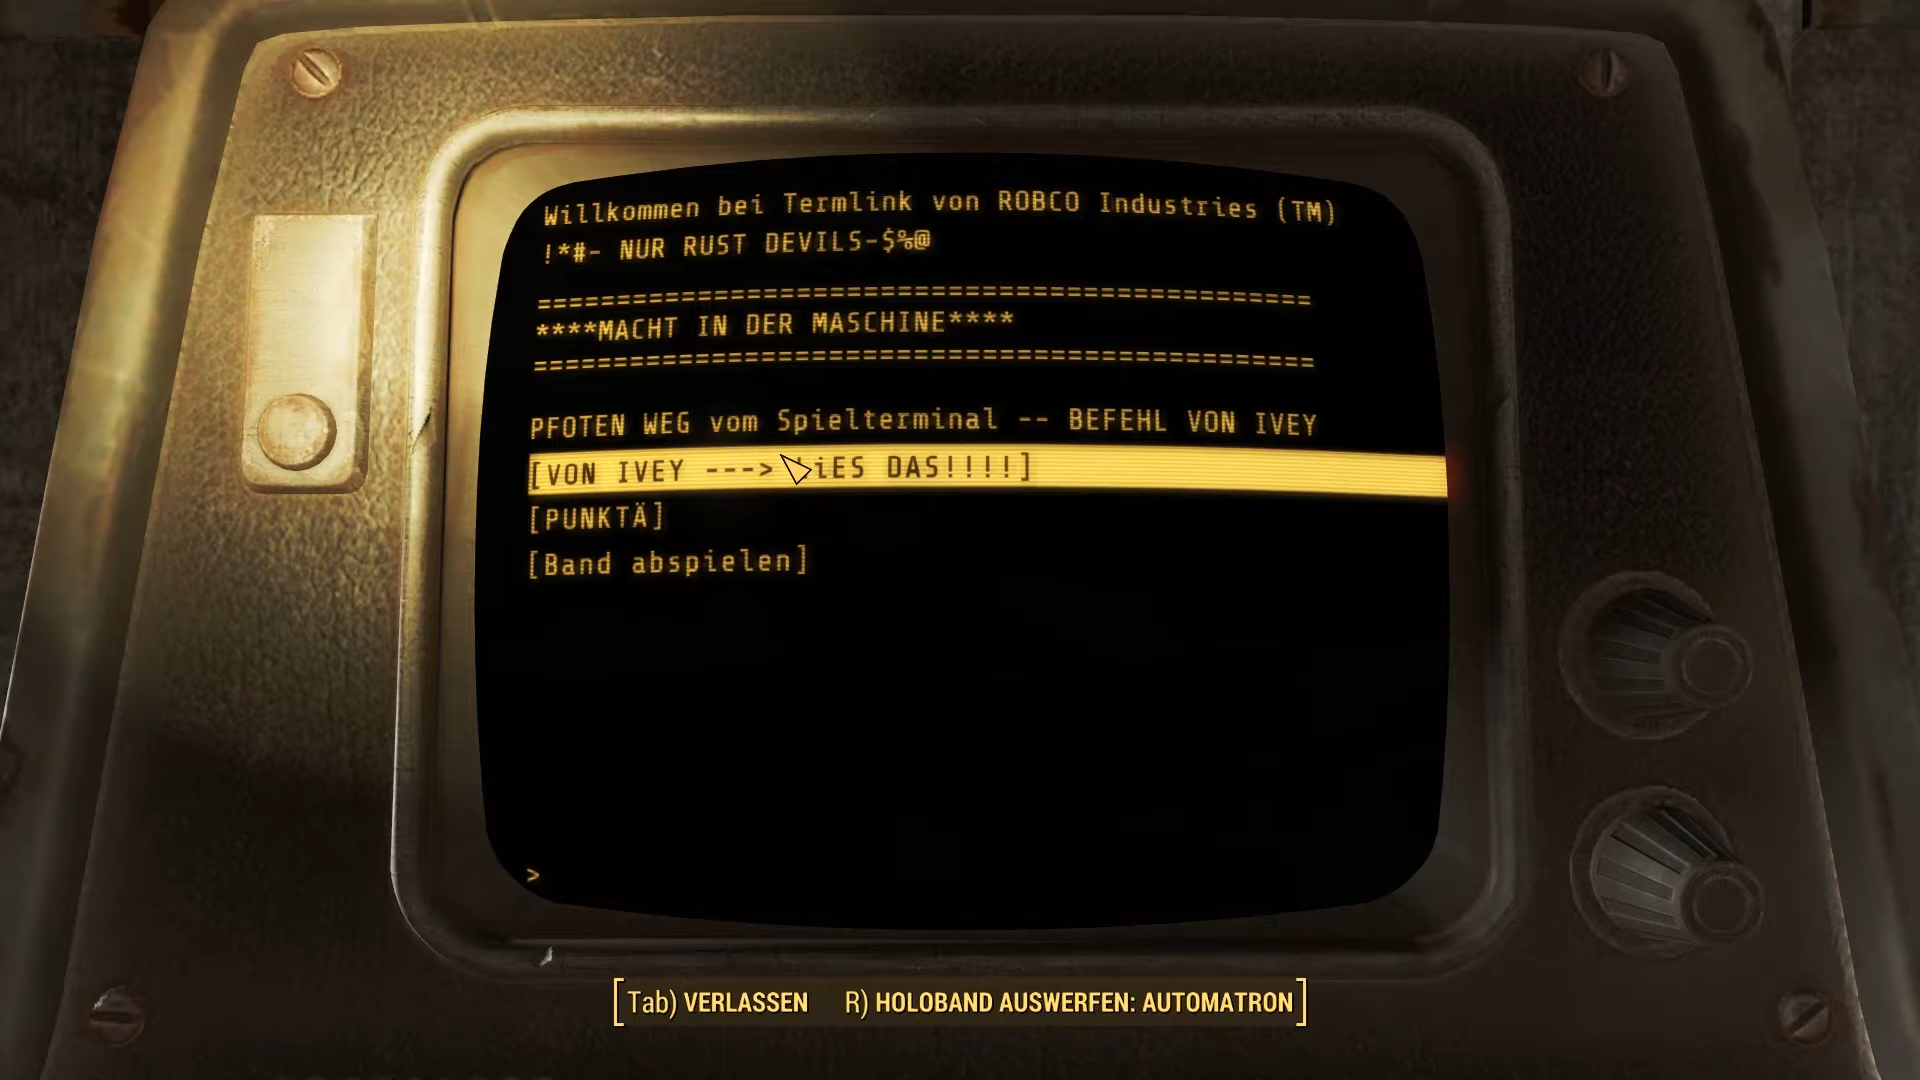 Willkommen bei Termlink von ROBCO Industries (TM)
!*#- NUR RUST DEVILS-$%@
=================================================
****MACHT IN DER MASCHINE****
=================================================
PFOTEN WEG vom Spielterminal -- BEFEHL VON IVEY
[VON IVEY ---> LiES DAS!!!!]
[PUNKTÄ]
[Band abspielen]
>
[Tab) VERLASSEN R) HOLOBAND AUSWERFEN: AUTOMATRON]